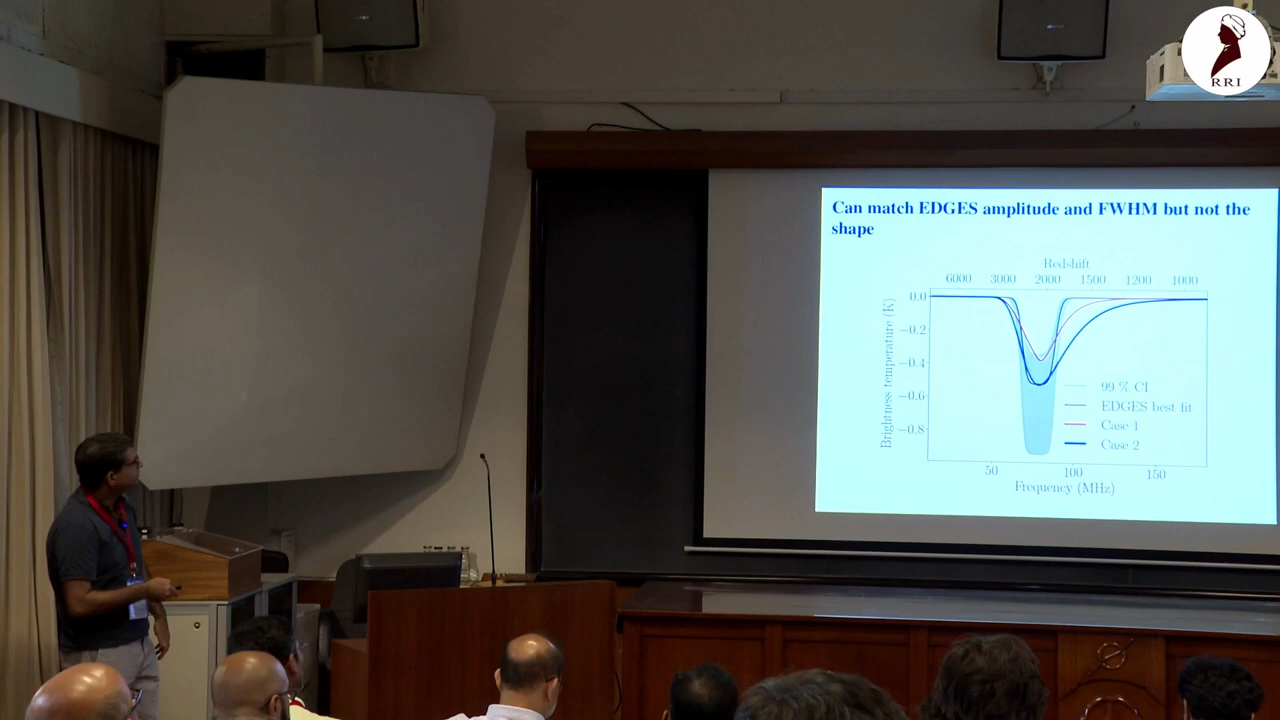 RRI
Can match EDGES amplitude and FWHM but not the
shape
Redshift
6000 3000 2000 1500 1200 1000
Brightness temperature (K)
0.0
−0.2
−0.4
−0.6
−0.8
99 % CI
EDGES best fit
Case 1
Case 2
50 100 150
Frequency (MHz)